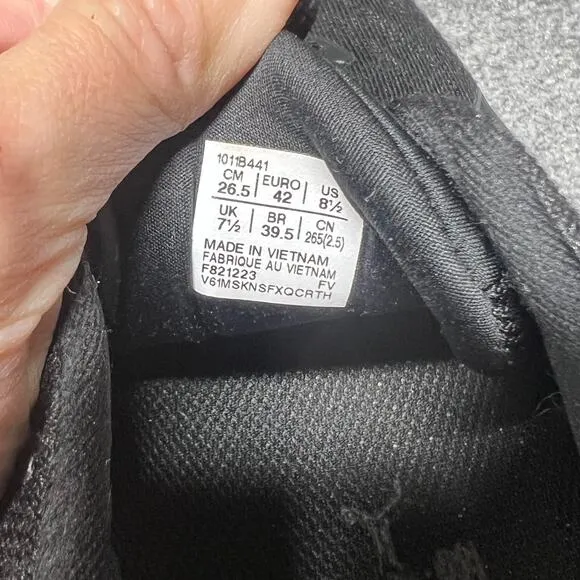 1011B441
CM EURO US
26.5 42 8½
UK BR CN
7½ 39.5 265(2.5)
MADE IN VIETNAM
FABRIQUE AU VIETNAM
F821223 FV
V61MSKNSFXQCRTH